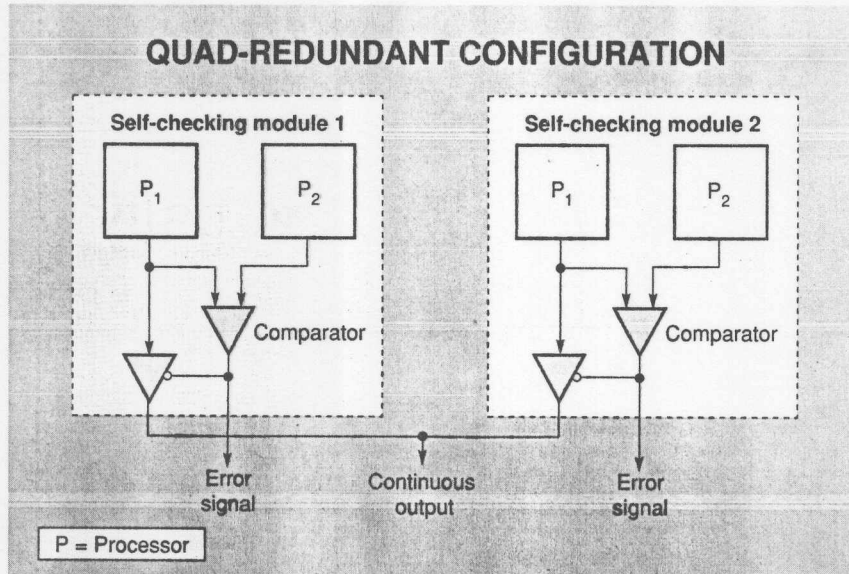 QUAD-REDUNDANT CONFIGURATION
Self-checking module 1
Self-checking module 2
P1
P2
P1
P2
Comparator
Comparator
Error
signal
Continuous
output
Error
signal
P = Processor